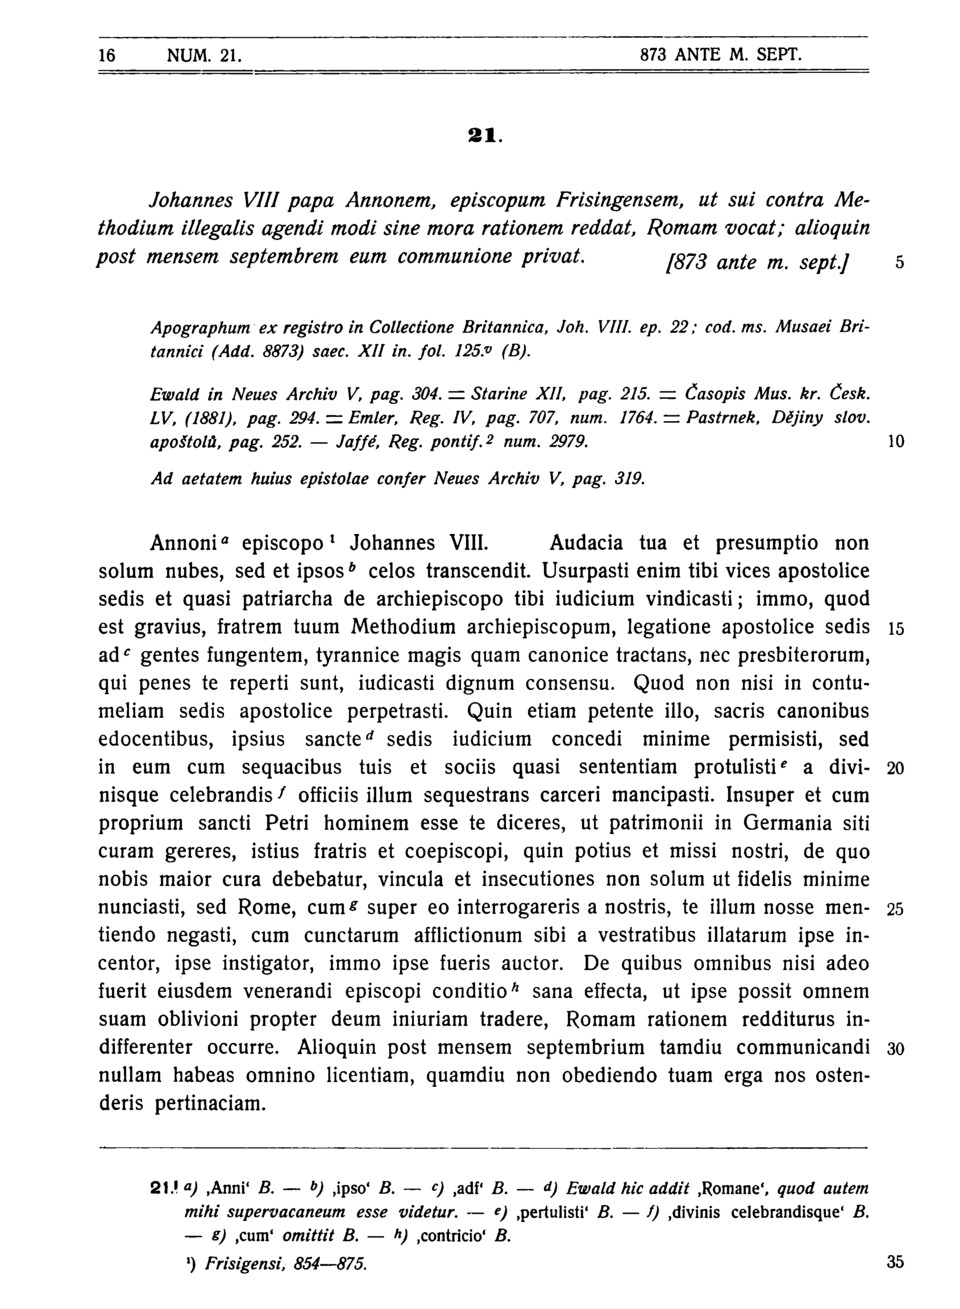 16 NUM. 21. 873 ANTE M. SEPT.
21.
Johannes VIII papa Annonem, episcopum Frisingensem, ut sui contra Me-
thodium illegalis agendi modi sine mora rationem reddat, Romam vocat; alioquin
post mensem septembrem eum communione privat. [873 ante m. sept.] 5
Apographum ex registro in Collectione Britannica, Joh. VIII. ep. 22; cod. ms. Musaei Bri-
tannici (Add. 8873) saec. XII in. fol. 125.v (B).
Ewald in Neues Archiv V, pag. 304. = Starine XII, pag. 215. = Časopis Mus. kr. Česk.
LV, (1881), pag. 294. = Emler, Reg. IV, pag. 707, num. 1764. = Pastrnek, Dějiny slov.
apoštolů, pag. 252. — Jaffé, Reg. pontif.² num. 2979. 10
Ad aetatem huius epistolae confer Neues Archiv V, pag. 319.
Annoni a episcopo ¹ Johannes VIII. Audacia tua et presumptio non
solum nubes, sed et ipsos b celos transcendit. Usurpasti enim tibi vices apostolice
sedis et quasi patriarcha de archiepiscopo tibi iudicium vindicasti; immo, quod
est gravius, fratrem tuum Methodium archiepiscopum, legatione apostolice sedis 15
ad c gentes fungentem, tyrannice magis quam canonice tractans, nec presbiterorum,
qui penes te reperti sunt, iudicasti dignum consensu. Quod non nisi in contu-
meliam sedis apostolice perpetrasti. Quin etiam petente illo, sacris canonibus
edocentibus, ipsius sancte d sedis iudicium concedi minime permisisti, sed
in eum cum sequacibus tuis et sociis quasi sententiam protulisti e a divi- 20
nisque celebrandis f officiis illum sequestrans carceri mancipasti. Insuper et cum
proprium sancti Petri hominem esse te diceres, ut patrimonii in Germania siti
curam gereres, istius fratris et coepiscopi, quin potius et missi nostri, de quo
nobis maior cura debebatur, vincula et insecutiones non solum ut fidelis minime
nunciasti, sed Rome, cum g super eo interrogareris a nostris, te illum nosse men- 25
tiendo negasti, cum cunctarum afflictionum sibi a vestratibus illatarum ipse in-
centor, ipse instigator, immo ipse fueris auctor. De quibus omnibus nisi adeo
fuerit eiusdem venerandi episcopi conditio h sana effecta, ut ipse possit omnem
suam oblivioni propter deum iniuriam tradere, Romam rationem redditurus in-
differenter occurre. Alioquin post mensem septembrium tamdiu communicandi 30
nullam habeas omnino licentiam, quamdiu non obediendo tuam erga nos osten-
deris pertinaciam.
21. a) ‚Anni‘ B. — b) ‚ipso‘ B. — c) ‚adf‘ B. — d) Ewald hic addit ‚Romane‘, quod autem
mihi supervacaneum esse videtur. — e) ‚pertulisti‘ B. — f) ‚divinis celebrandisque‘ B.
— g) ‚cum‘ omittit B. — h) ‚contricio‘ B.
¹) Frisigensi, 854—875. 35